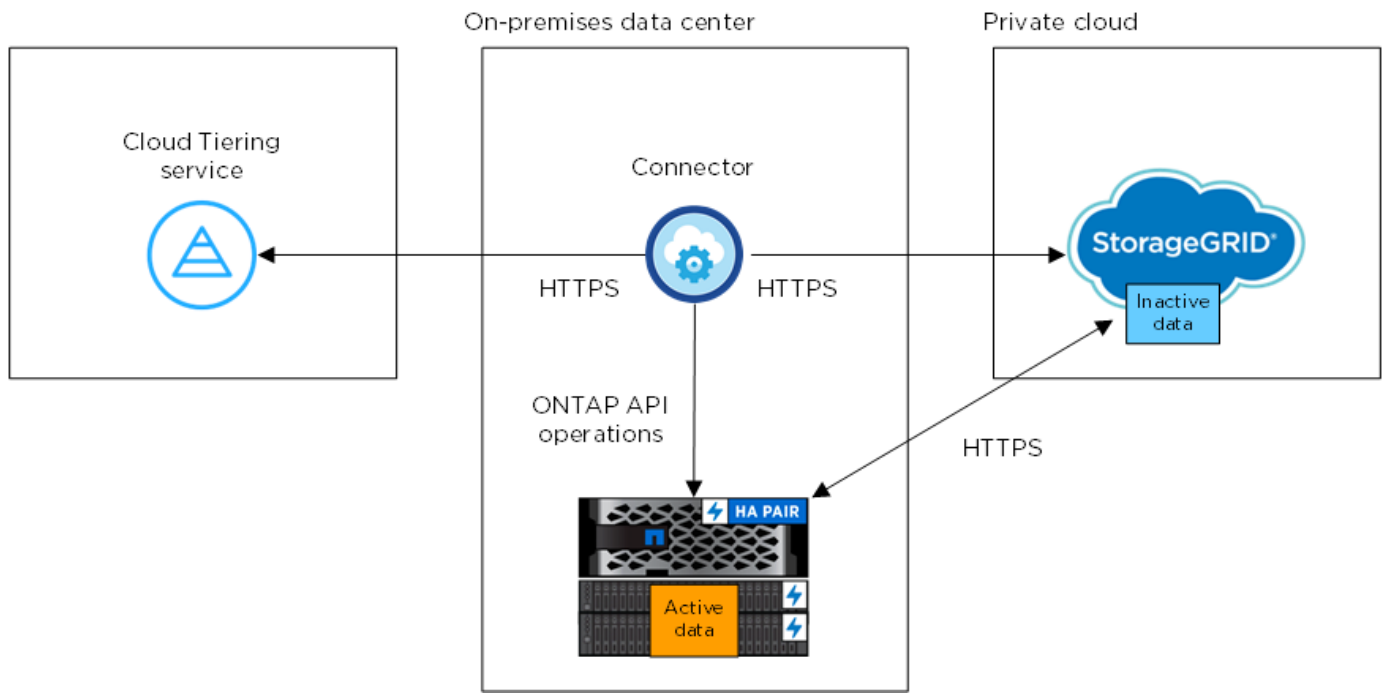 On-premises data center
Private cloud
Cloud Tiering
service
Connector
StorageGRID®
HTTPS
HTTPS
Inactive
data
ONTAP API
operations
HTTPS
HA PAIR
Active
data